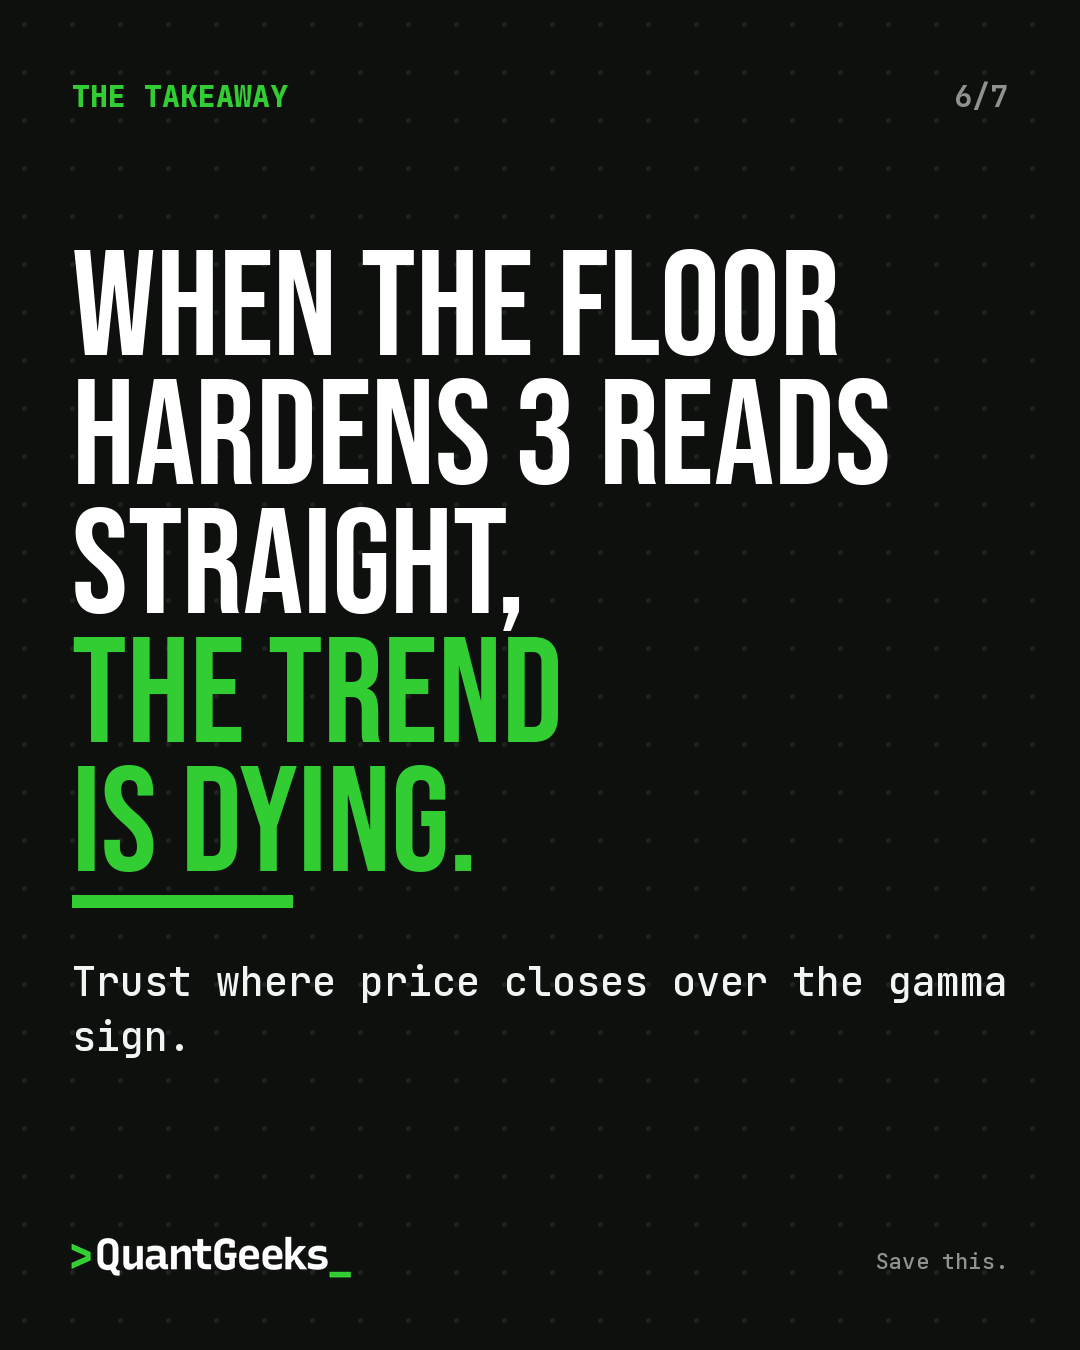 THE TAKEAWAY
6/7
WHEN THE FLOOR
HARDENS 3 READS
STRAIGHT,
THE TREND
IS DYING.
Trust where price closes over the gamma
sign.
>QuantGeeks_
Save this.